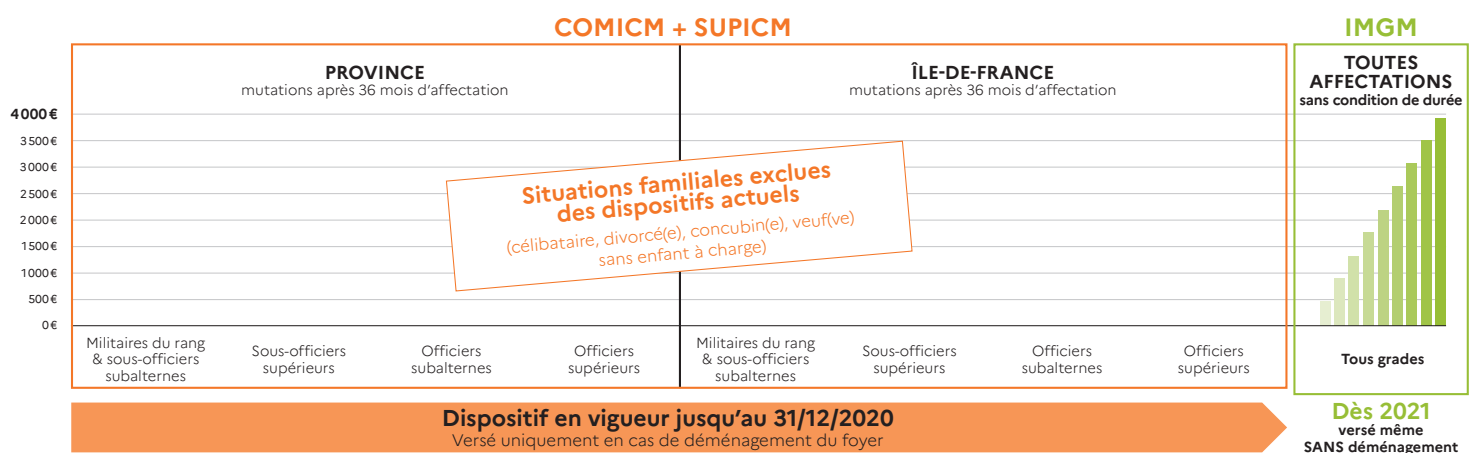 COMICM + SUPICM
IMGM
PROVINCE
mutations après 36 mois d'affectation
ÎLE-DE-FRANCE
mutations après 36 mois d'affectation
TOUTES
AFFECTATIONS
sans condition de durée
4000€
3500€
3000€
2500€
2000€
1500€
1000€
500€
0€
Situations familiales exclues
des dispositifs actuels
(célibataire, divorcé(e), concubin(e), veuf(ve)
sans enfant à charge)
Militaires du rang
& sous-officiers
subalternes
Sous-officiers
supérieurs
Officiers
subalternes
Officiers
supérieurs
Militaires du rang
& sous-officiers
subalternes
Sous-officiers
supérieurs
Officiers
subalternes
Officiers
supérieurs
Tous grades
Dispositif en vigueur jusqu'au 31/12/2020
Versé uniquement en cas de déménagement du foyer
Dès 2021
versé même
SANS déménagement